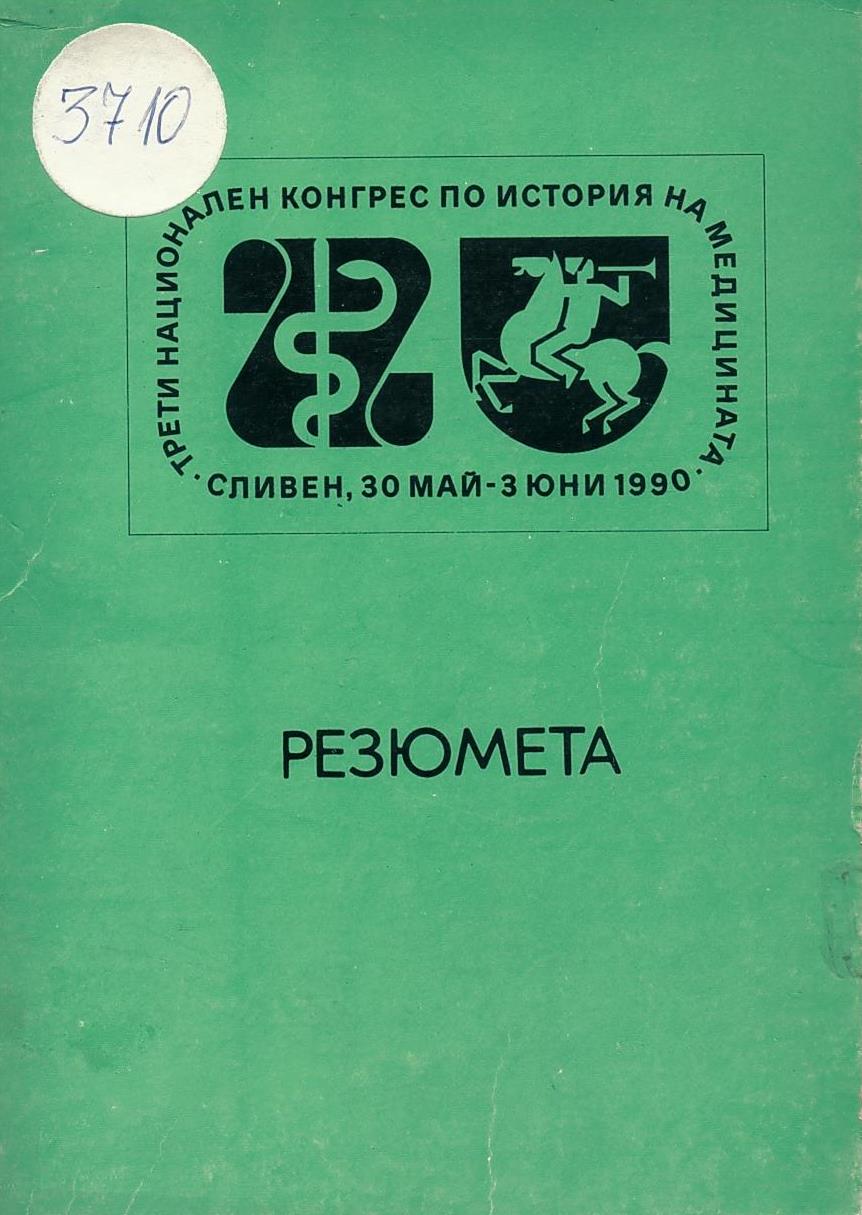 3710
ТРЕТИ НАЦИОНАЛЕН КОНГРЕС ПО ИСТОРИЯ НА МЕДИЦИНАТА
· СЛИВЕН, 30 МАЙ-3 ЮНИ 1990 ·
РЕЗЮМЕТА